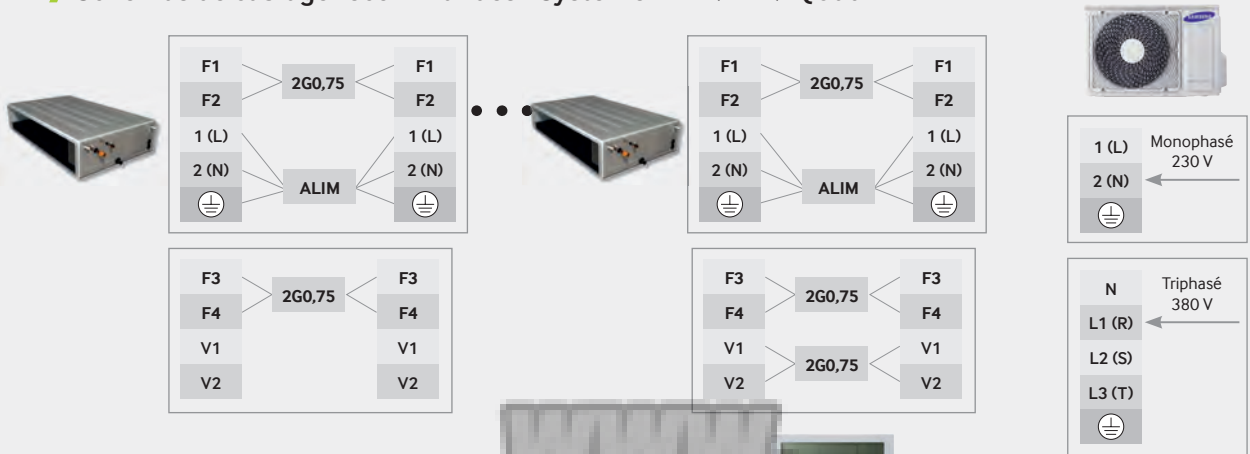 F1
2G0,75
F1
F2
F2
1 (L)
1 (L)
2 (N)
ALIM
2 (N)
F3
2G0,75
F3
F4
F4
V1
V1
V2
V2
F1
2G0,75
F1
F2
F2
1 (L)
1 (L)
2 (N)
ALIM
2 (N)
F3
2G0,75
F3
F4
F4
V1
2G0,75
V1
V2
V2
SAMSUNG
1 (L)
Monophasé
230 V
2 (N)
N
Triphasé
380 V
L1 (R)
L2 (S)
L3 (T)